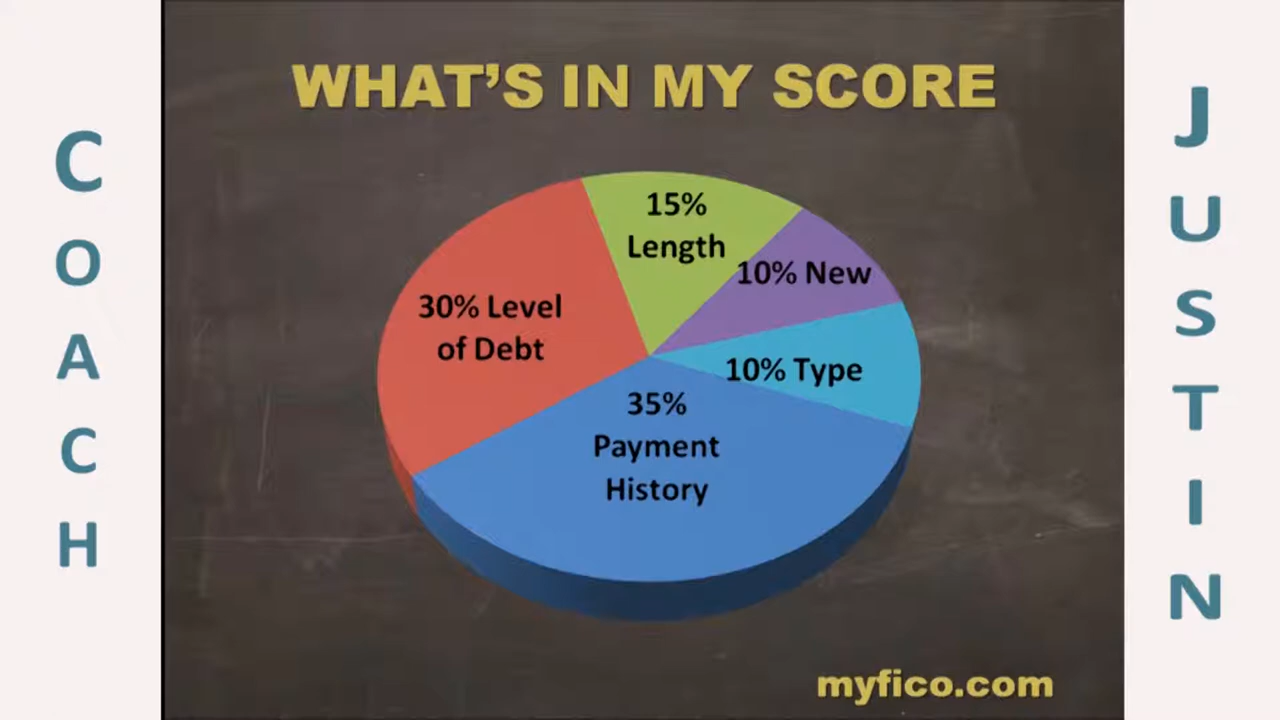 COACH
WHAT'S IN MY SCORE
15%
Length
10% New
30% Level
of Debt
10% Type
35%
Payment
History
myfico.com
JUSTIN